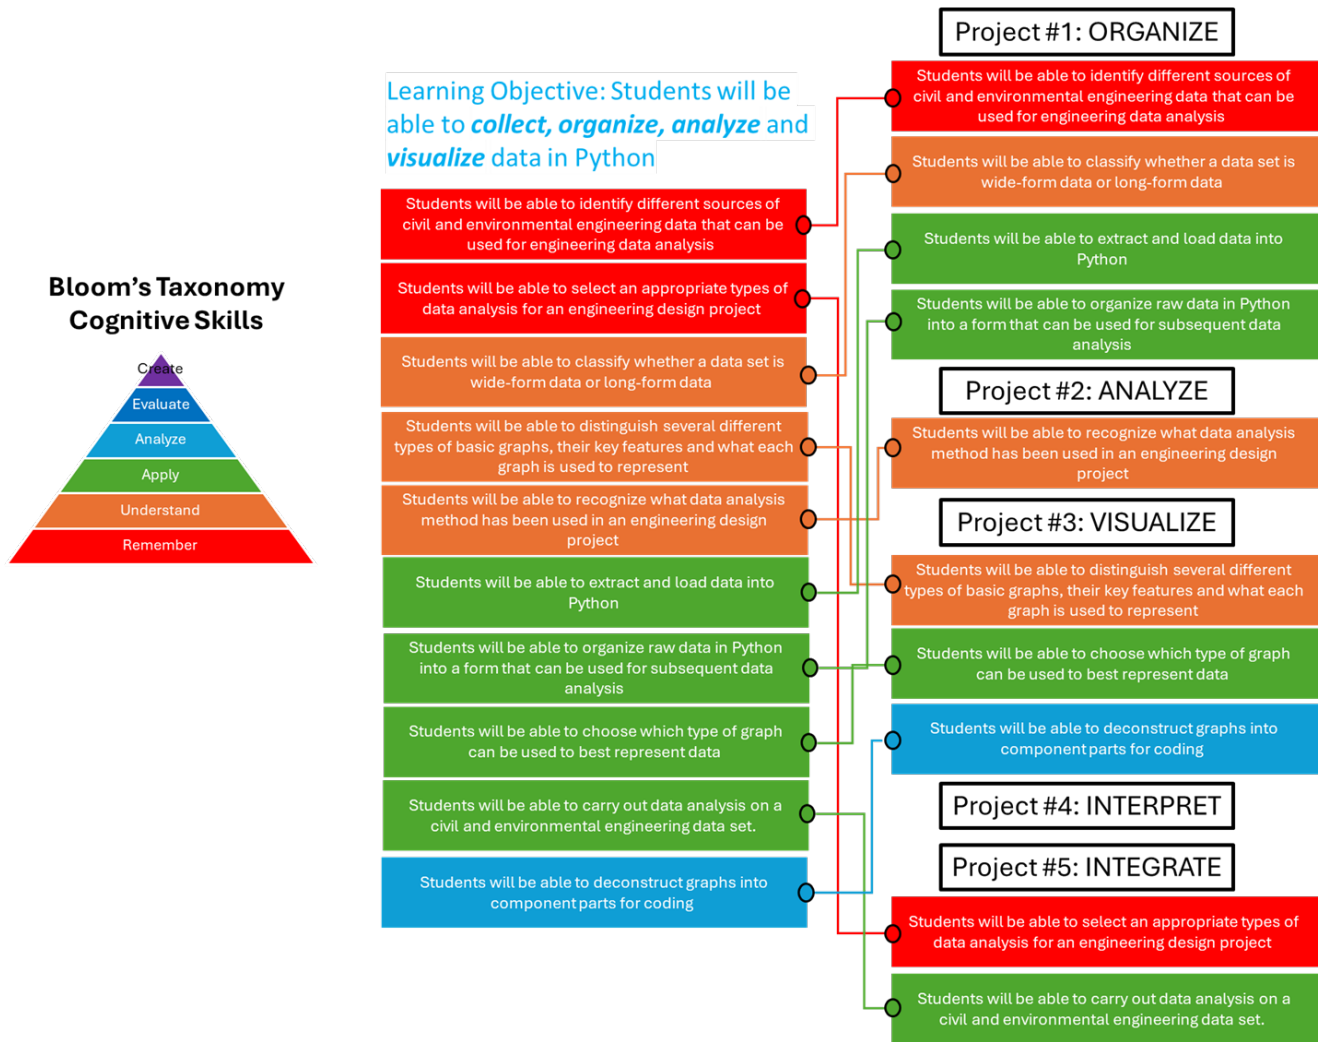 Bloom's Taxonomy
Cognitive Skills
Create
Evaluate
Analyze
Apply
Understand
Remember
Learning Objective: Students will be
able to collect, organize, analyze and
visualize data in Python
Students will be able to identify different sources of
civil and environmental engineering data that can be
used for engineering data analysis
Students will be able to select an appropriate types of
data analysis for an engineering design project
Students will be able to classify whether a data set is
wide-form data or long-form data
Students will be able to distinguish several different
types of basic graphs, their key features and what each
graph is used to represent
Students will be able to recognize what data analysis
method has been used in an engineering design
project
Students will be able to extract and load data into
Python
Students will be able to organize raw data in Python
into a form that can be used for subsequent data
analysis
Students will be able to choose which type of graph
can be used to best represent data
Students will be able to carry out data analysis on a
civil and environmental engineering data set.
Students will be able to deconstruct graphs into
component parts for coding
Project #1: ORGANIZE
Students will be able to identify different sources of
civil and environmental engineering data that can be
used for engineering data analysis
Students will be able to classify whether a data set is
wide-form data or long-form data
Students will be able to extract and load data into
Python
Students will be able to organize raw data in Python
into a form that can be used for subsequent data
analysis
Project #2: ANALYZE
Students will be able to recognize what data analysis
method has been used in an engineering design
project
Project #3: VISUALIZE
Students will be able to distinguish several different
types of basic graphs, their key features and what each
graph is used to represent
Students will be able to choose which type of graph
can be used to best represent data
Students will be able to deconstruct graphs into
component parts for coding
Project #4: INTERPRET
Project #5: INTEGRATE
Students will be able to select an appropriate types of
data analysis for an engineering design project
Students will be able to carry out data analysis on a
civil and environmental engineering data set.